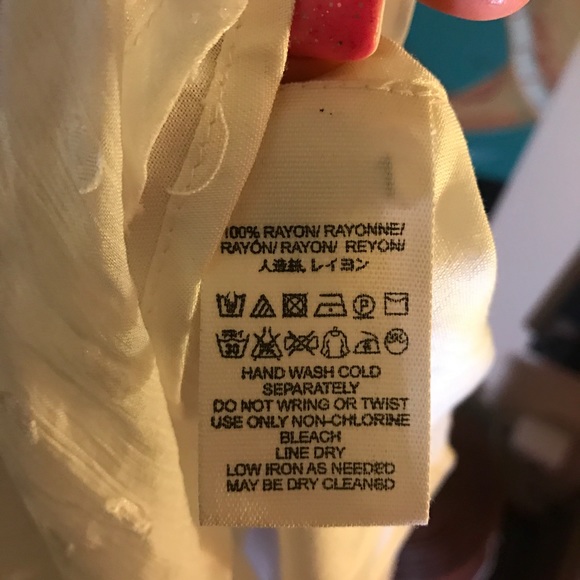 100% RAYON/ RAYONNE/
RAYÓN/ RAYON/ REYON/
人造絲, レイヨン
P
30
HAND WASH COLD
SEPARATELY
DO NOT WRING OR TWIST
USE ONLY NON-CHLORINE
BLEACH
LINE DRY
LOW IRON AS NEEDED
MAY BE DRY CLEANED